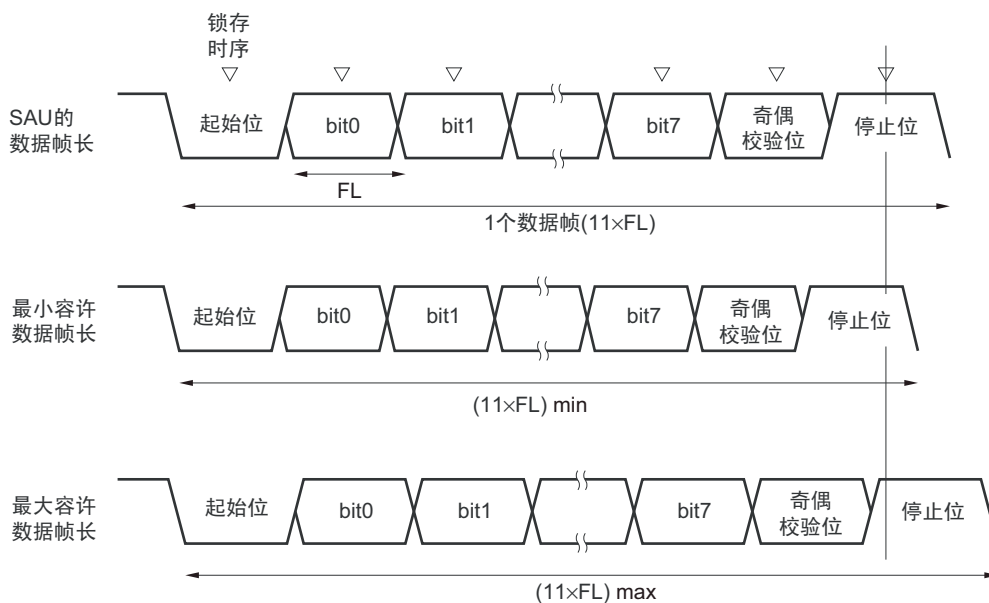 锁存
时序
SAU的
数据帧长
起始位
bit0
bit1
bit7
奇偶
校验位
停止位
FL
1个数据帧(11×FL)
最小容许
数据帧长
起始位
bit0
bit1
bit7
奇偶
校验位
停止位
(11×FL) min
最大容许
数据帧长
起始位
bit0
bit1
bit7
奇偶
校验位
停止位
(11×FL) max